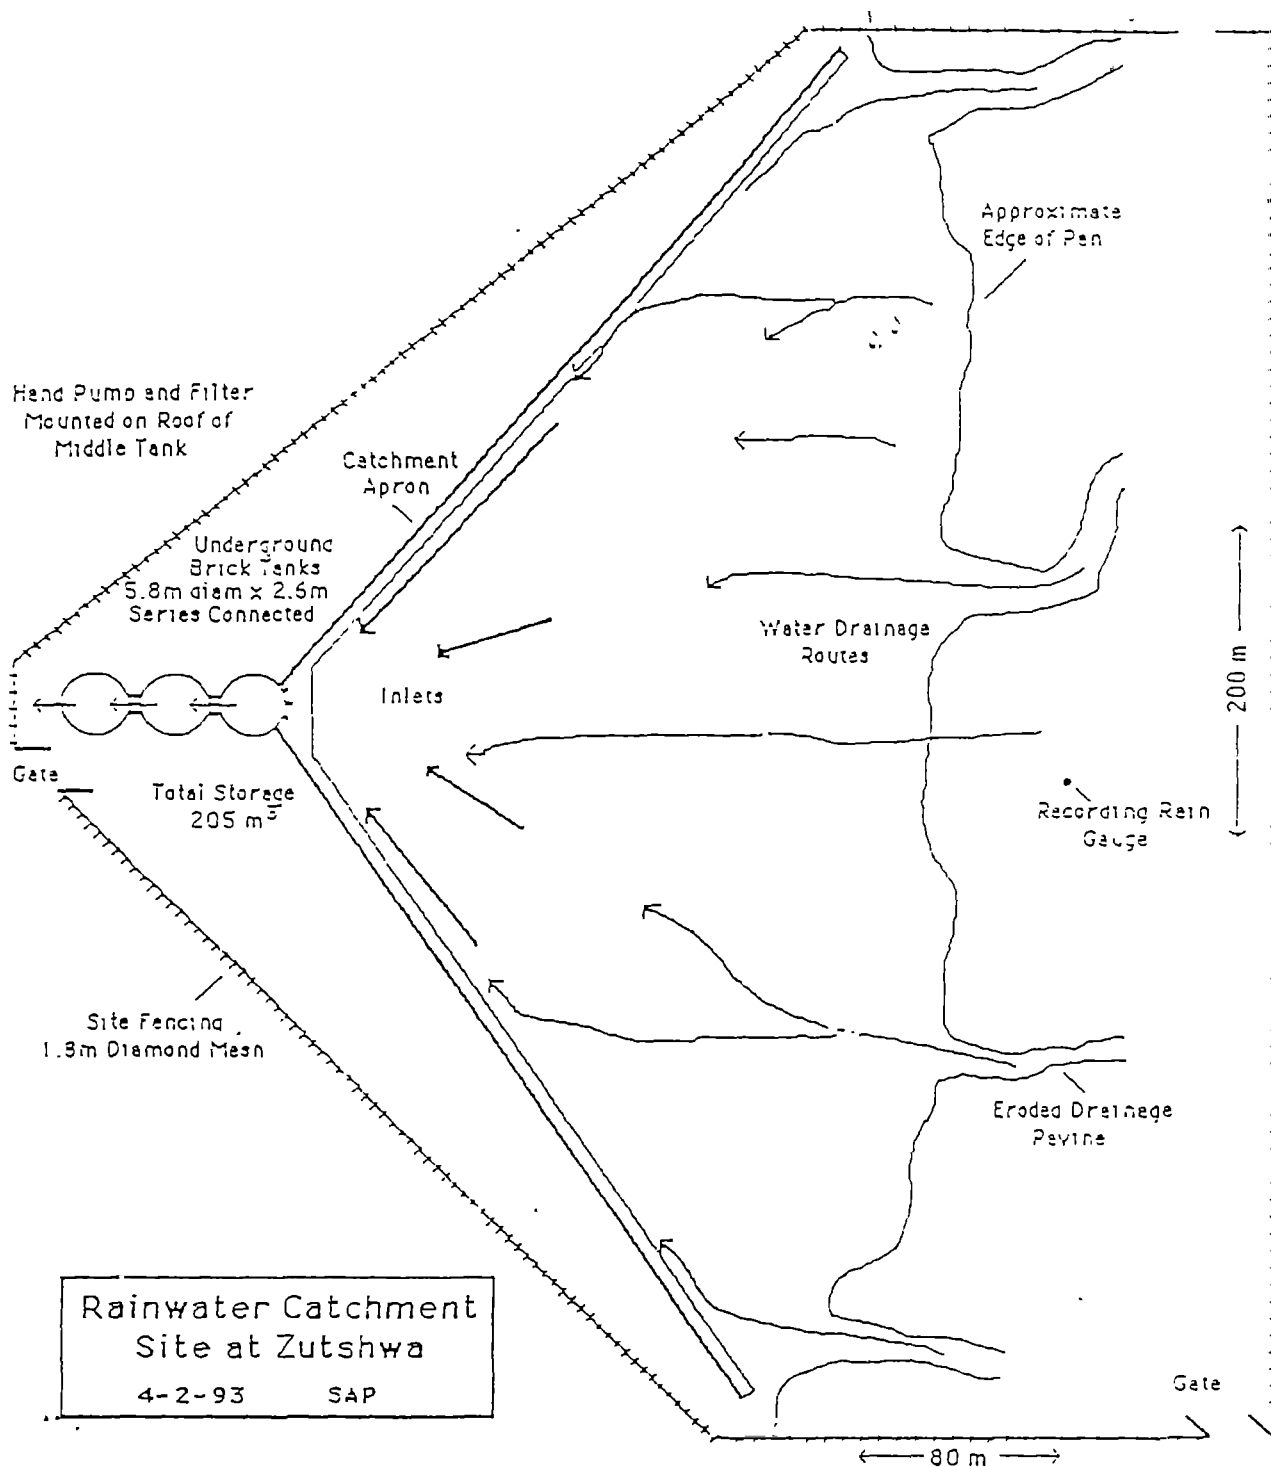 Approximate
Edge of Pan
Hand Pump and Filter
Mounted on Roof of
Middle Tank
Catchment
Apron
Underground
Brick Tanks
5.8m diam x 2.6m
Series Connected
Water Drainage
Routes
200 m
Inlets
Gate
Total Storage
205 m³
Recording Rain
Gauge
Site Fencing
1.8m Diamond Mesh
Eroded Drainage
Ravine
Rainwater Catchment
Site at Zutshwa
4-2-93 SAP
Gate
80 m